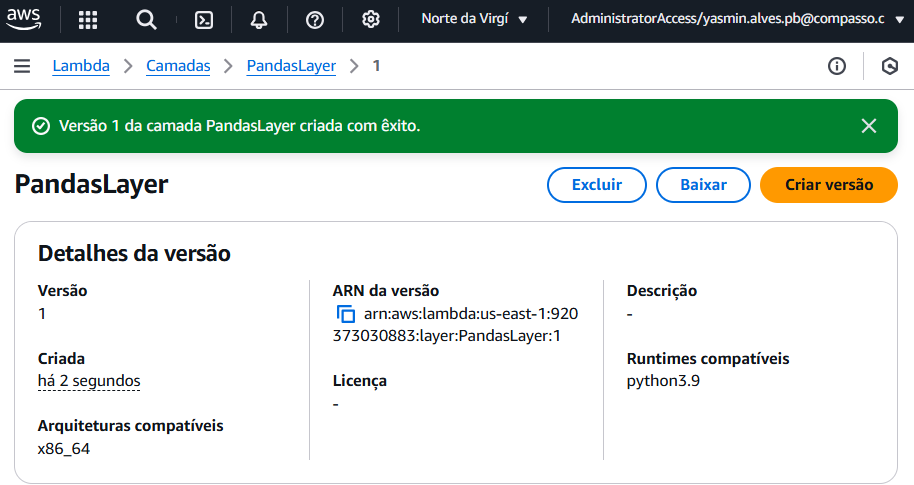 aws
Norte da Virgí
AdministratorAccess/yasmin.alves.pb@compasso.c
Lambda > Camadas > PandasLayer > 1
Versão 1 da camada PandasLayer criada com êxito.
PandasLayer
Excluir
Baixar
Criar versão
Detalhes da versão
Versão
1
Criada
há 2 segundos
Arquiteturas compatíveis
x86_64
ARN da versão
arn:aws:lambda:us-east-1:920
373030883:layer:PandasLayer:1
Licença
-
Descrição
-
Runtimes compatíveis
python3.9